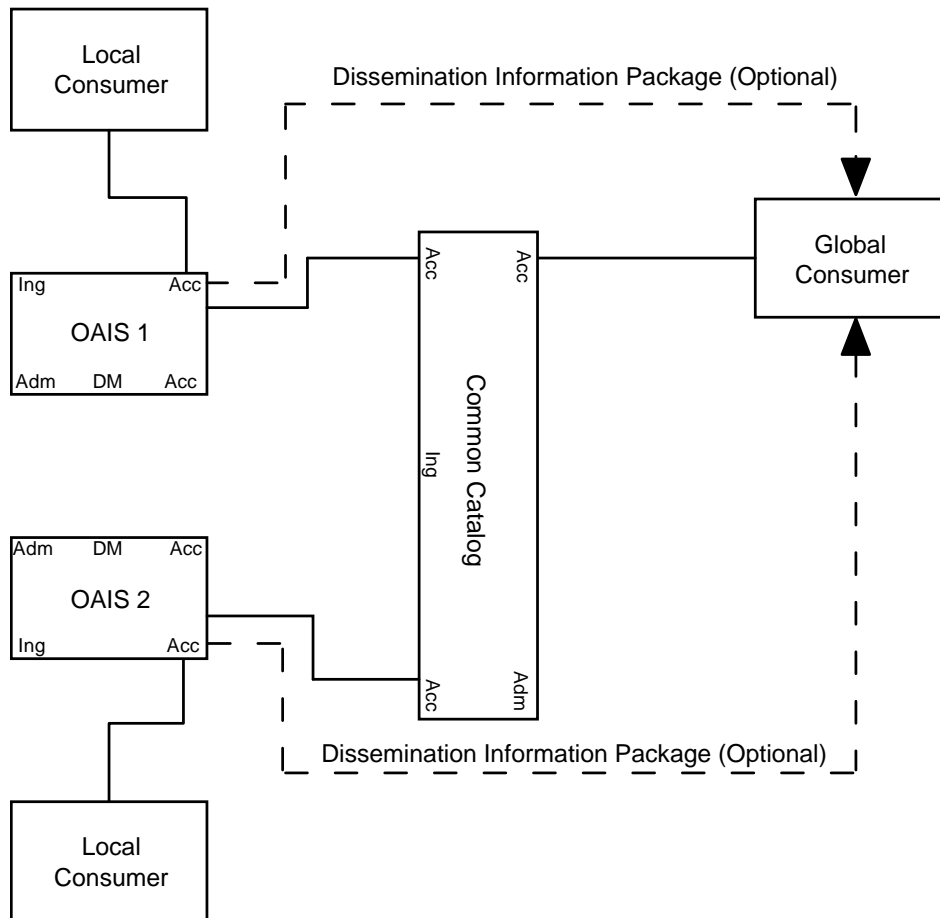 Local
Consumer
Dissemination Information Package (Optional)
Global
Consumer
Ing Acc
OAIS 1
Adm DM Acc
Acc Acc
Common Catalog
Ing
Acc Adm
Adm DM Acc
OAIS 2
Ing Acc
Dissemination Information Package (Optional)
Local
Consumer